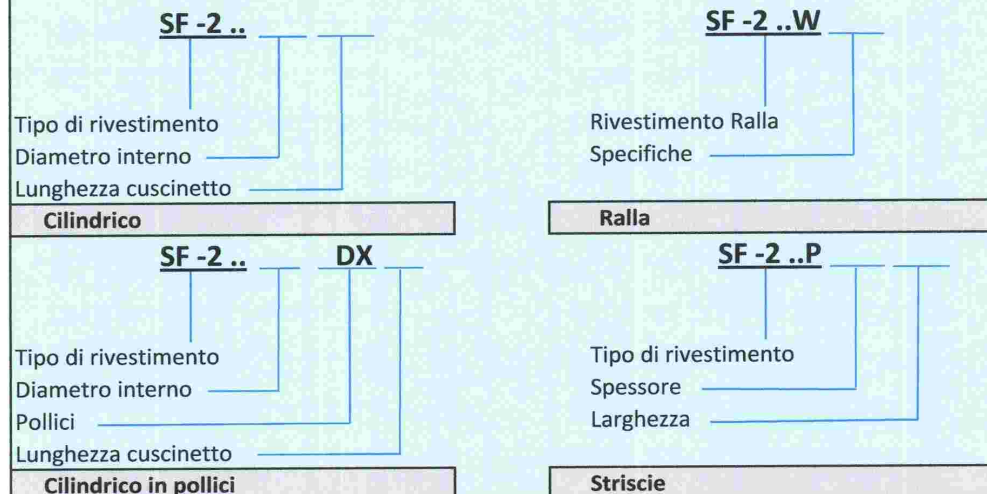 SF -2 ..
Tipo di rivestimento
Diametro interno
Lunghezza cuscinetto
Cilindrico
SF -2 ..W
Rivestimento Ralla
Specifiche
Ralla
SF -2 .. DX
Tipo di rivestimento
Diametro interno
Pollici
Lunghezza cuscinetto
Cilindrico in pollici
SF -2 ..P
Tipo di rivestimento
Spessore
Larghezza
Striscie